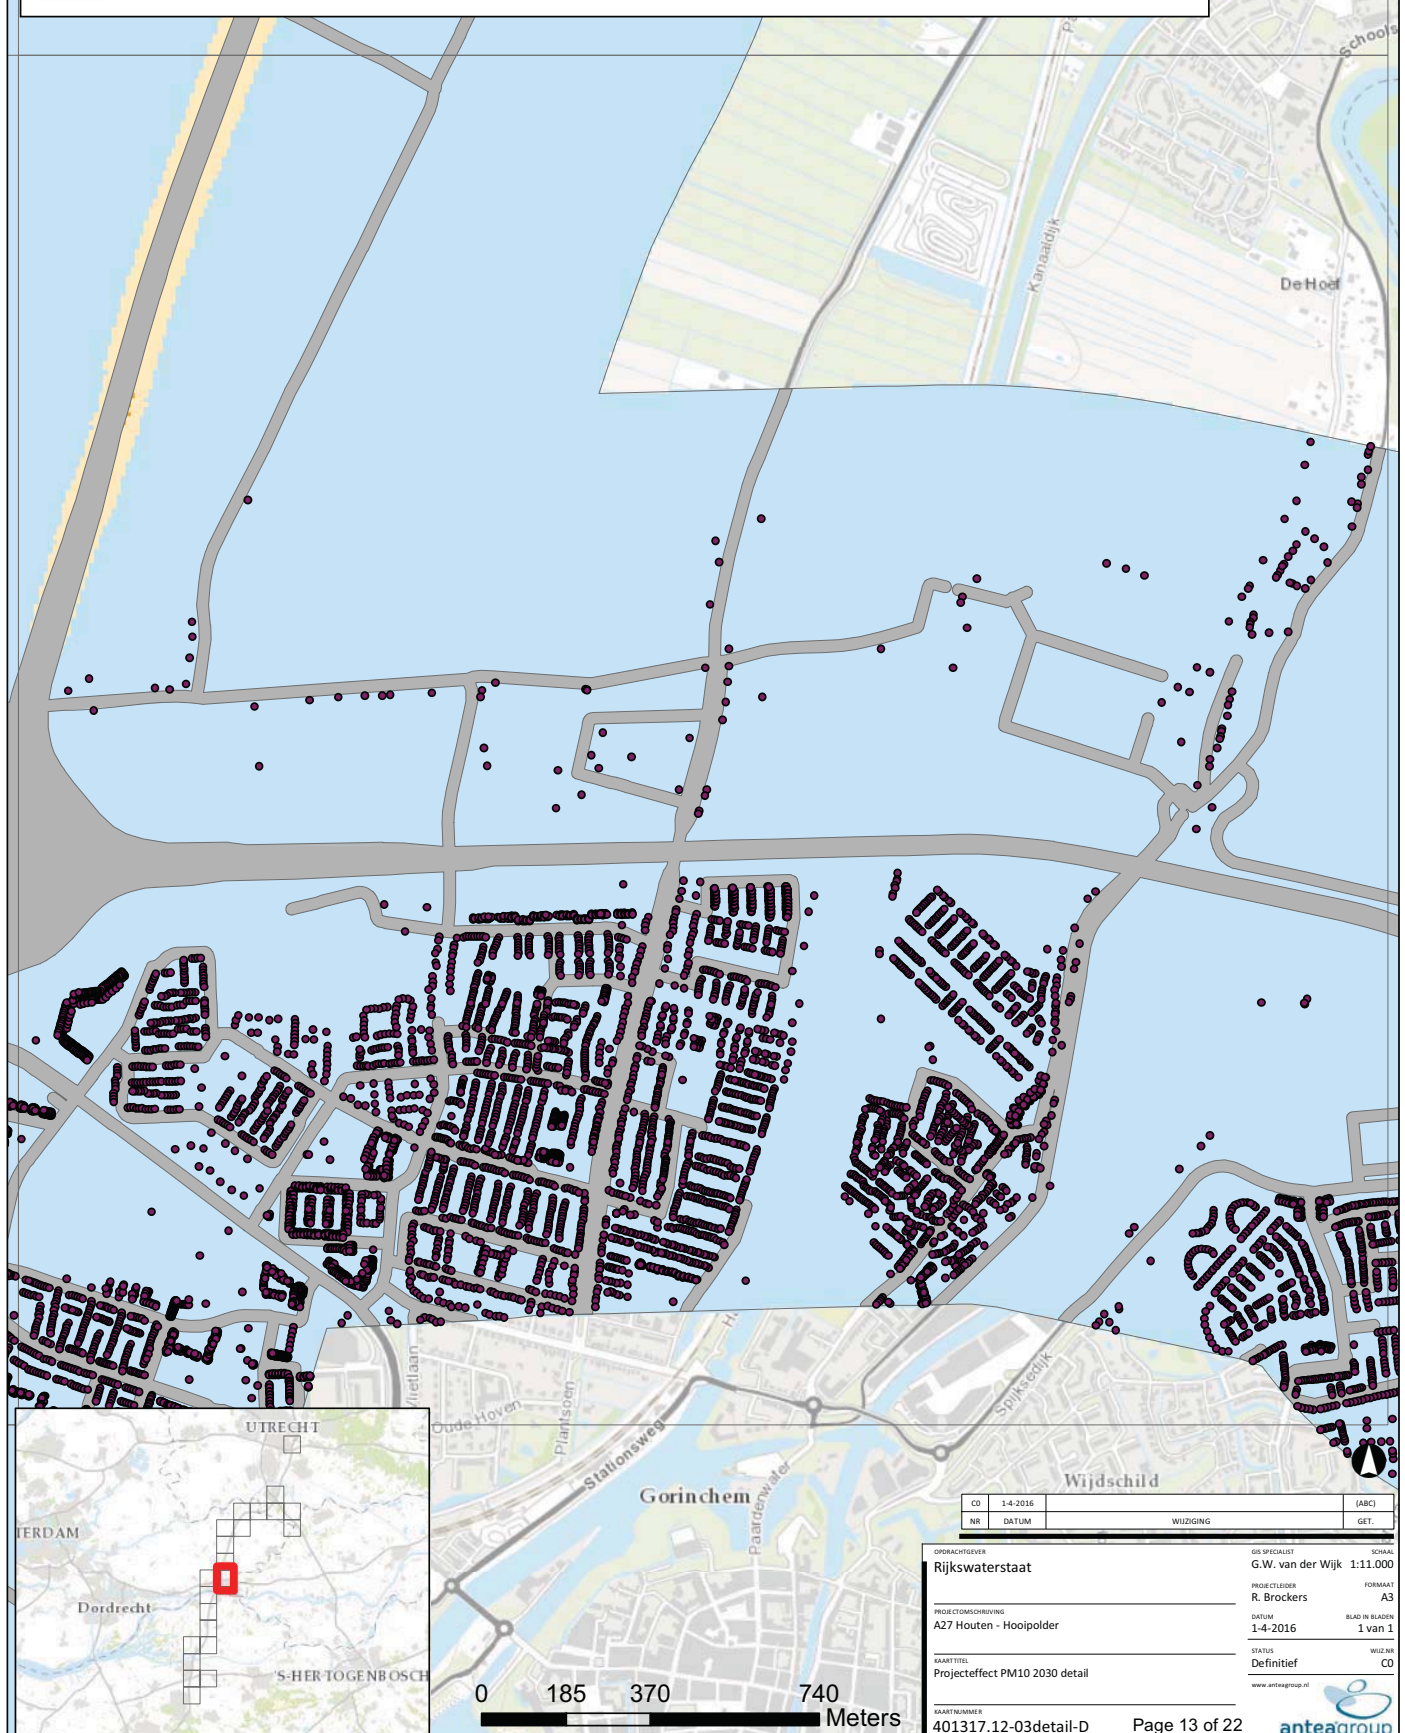 Schools
De Hoef
Kanaaldijk
Vlietlaan
Oude Hoven
Plantsoen
Stationsweg
Spijksedijk
Wijdschild
Gorinchem
Paardenwater
UTRECHT
TERDAM
Dordrecht
'S-HERTOGENBOSCH
0 185 370 740
Meters
C0 1-4-2016 (ABC)
NR DATUM WIJZIGING GET.
OPDRACHTGEVER
Rijkswaterstaat
GIS SPECIALIST SCHAAL
G.W. van der Wijk 1:11.000
PROJECTLEIDER FORMAAT
R. Brockers A3
PROJECTOMSCHRIJVING
A27 Houten - Hooipolder
DATUM BLAD IN BLADEN
1-4-2016 1 van 1
STATUS WIJZ.NR
Definitief C0
KAARTTITEL
Projecteffect PM10 2030 detail
www.anteagroup.nl
KAARTNUMMER
401317.12-03detail-D
Page 13 of 22
anteagroup